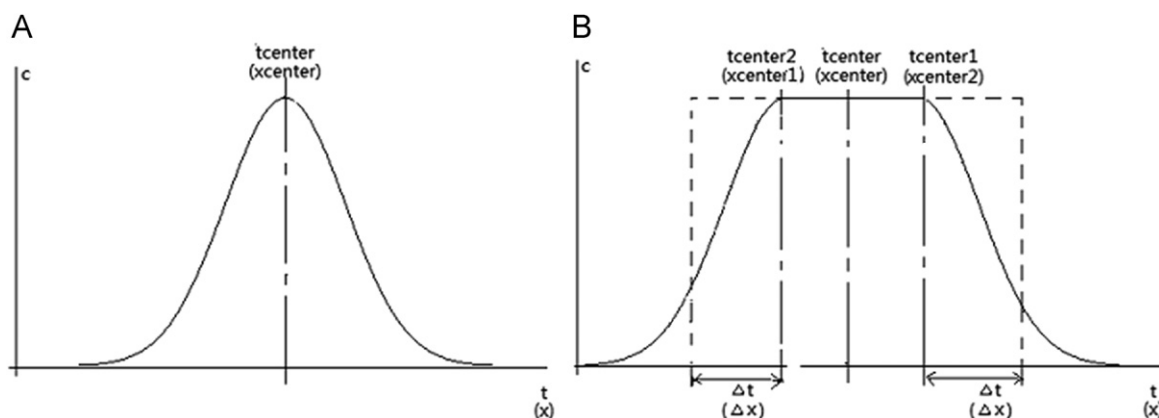 A
c
tcenter
(xcenter)
t
(x)
B
c
tcenter2
(xcenter1)
tcenter
(xcenter)
tcenter1
(xcenter2)
Δt
(Δx)
Δt
(Δx)
t
(x)